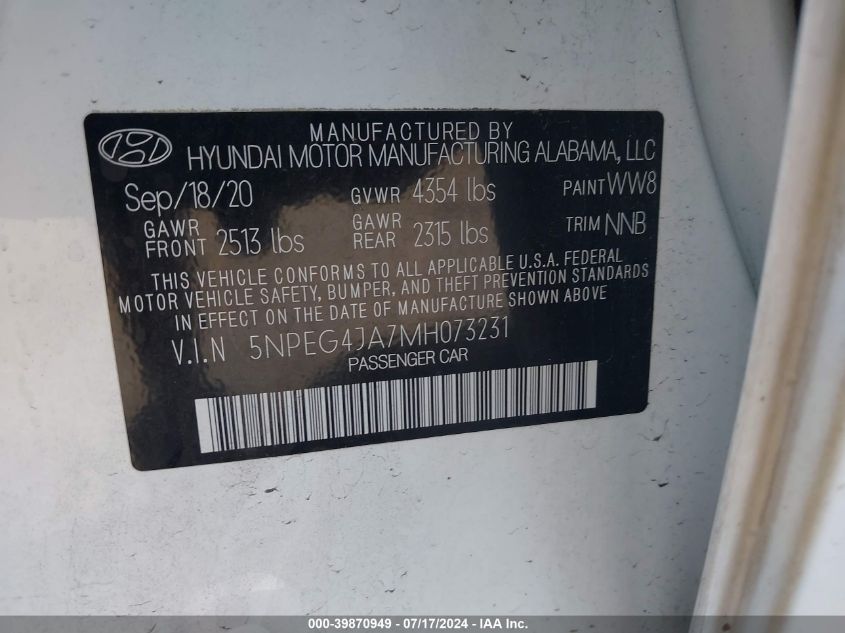 MANUFACTURED BY
HYUNDAI MOTOR MANUFACTURING ALABAMA, LLC
Sep/18/20 GVWR 4354 lbs PAINT WW8
GAWR FRONT 2513 lbs GAWR REAR 2315 lbs TRIM NNB
THIS VEHICLE CONFORMS TO ALL APPLICABLE U.S.A. FEDERAL
MOTOR VEHICLE SAFETY, BUMPER, AND THEFT PREVENTION STANDARDS
IN EFFECT ON THE DATE OF MANUFACTURE SHOWN ABOVE
V.I.N 5NPEG4JA7MH073231
PASSENGER CAR
000-39870949 - 07/17/2024 - IAA Inc.